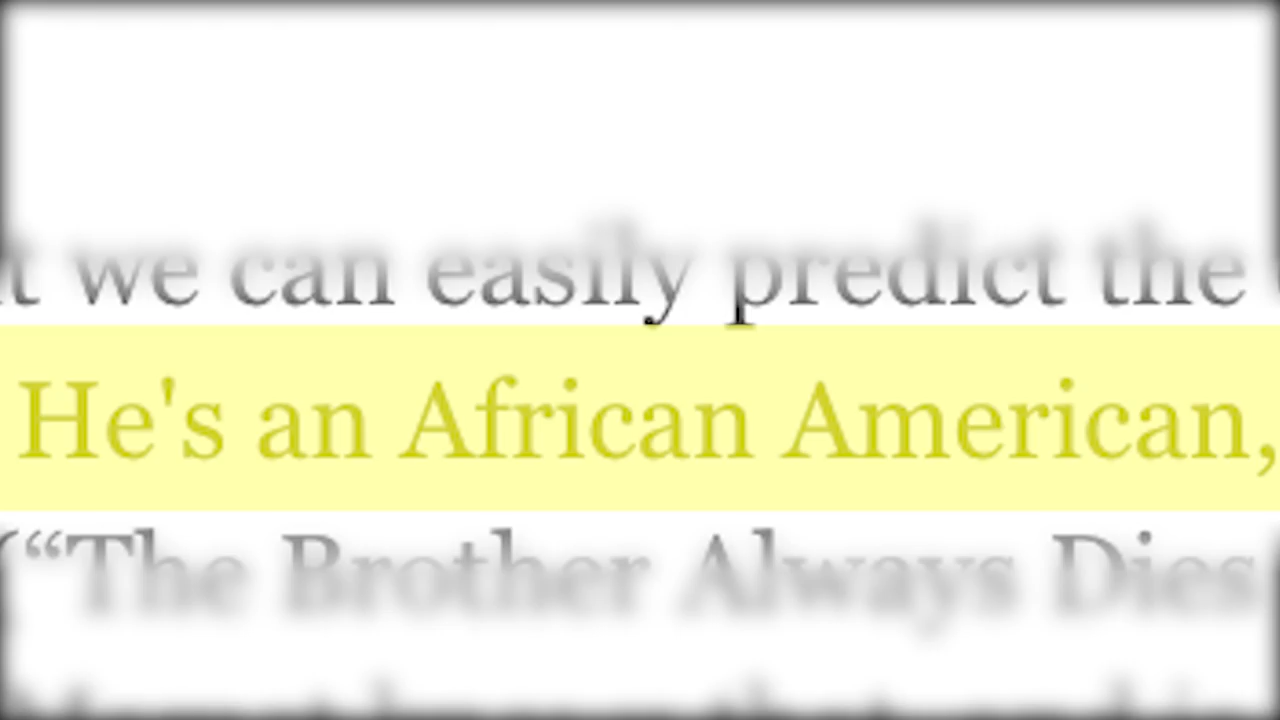 we can easily predict the
He's an African American,
(“The Brother Always Dies